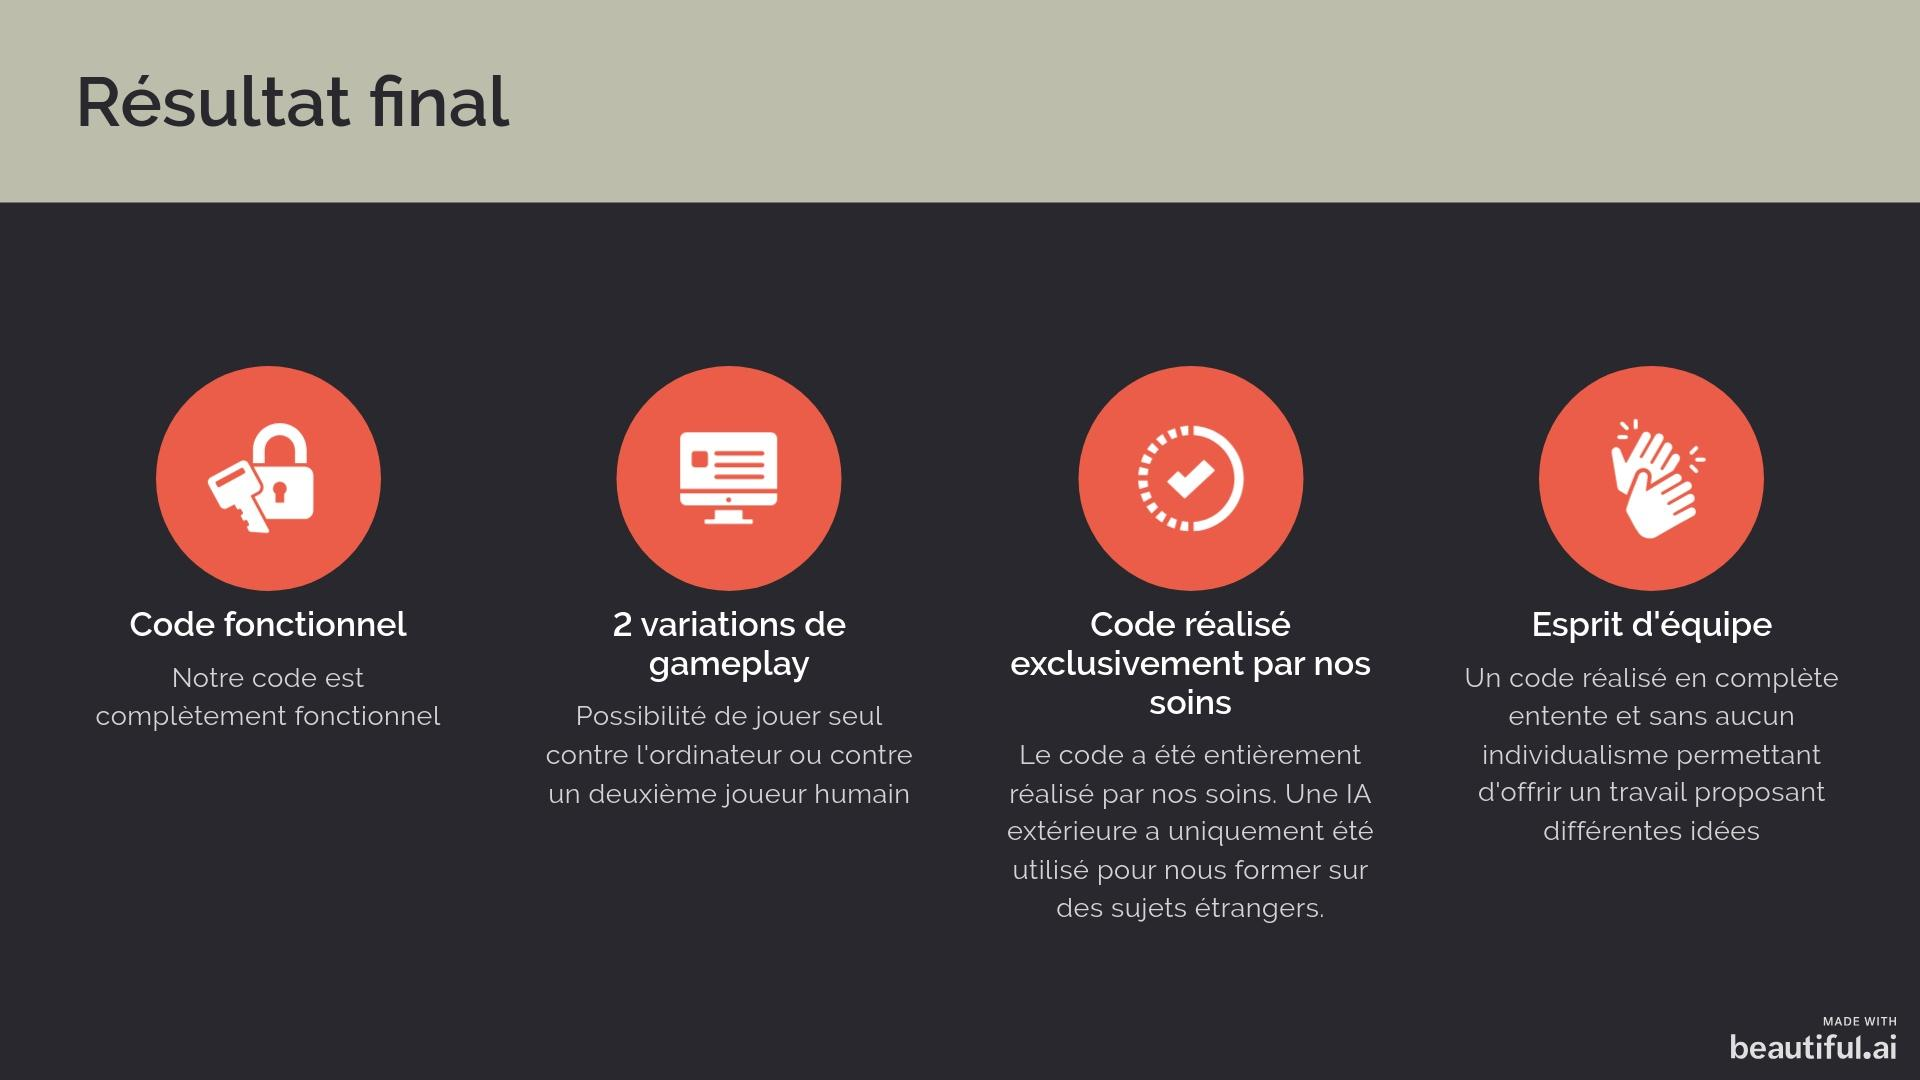 Résultat final
Code fonctionnel
Notre code est
complètement fonctionnel
2 variations de
gameplay
Possibilité de jouer seul
contre l'ordinateur ou contre
un deuxième joueur humain
Code réalisé
exclusivement par nos
soins
Le code a été entièrement
réalisé par nos soins. Une IA
extérieure a uniquement été
utilisé pour nous former sur
des sujets étrangers.
Esprit d'équipe
Un code réalisé en complète
entente et sans aucun
individualisme permettant
d'offrir un travail proposant
différentes idées
MADE WITH
beautiful.ai